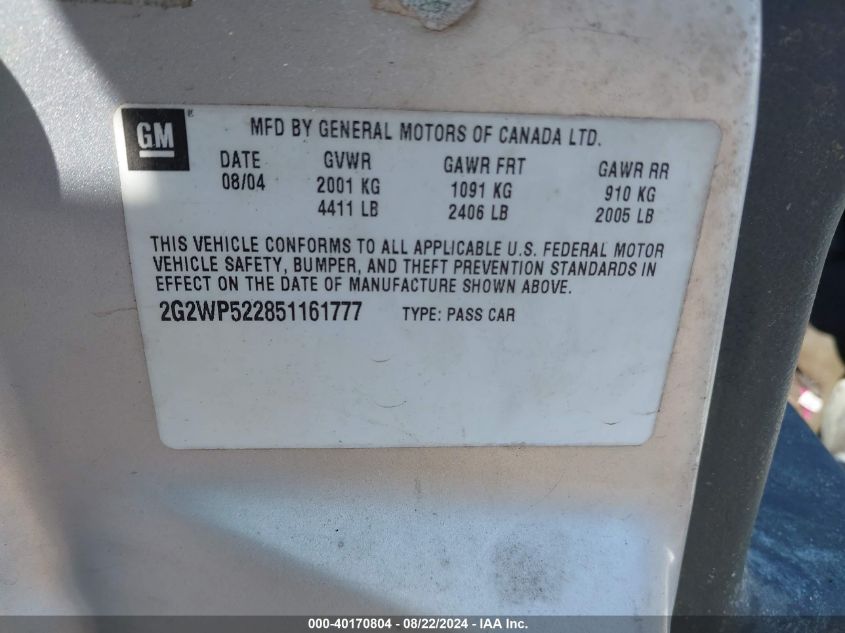 GM
MFD BY GENERAL MOTORS OF CANADA LTD.
DATE GVWR GAWR FRT GAWR RR
08/04 2001 KG 1091 KG 910 KG
4411 LB 2406 LB 2005 LB
THIS VEHICLE CONFORMS TO ALL APPLICABLE U.S. FEDERAL MOTOR
VEHICLE SAFETY, BUMPER, AND THEFT PREVENTION STANDARDS IN
EFFECT ON THE DATE OF MANUFACTURE SHOWN ABOVE.
2G2WP522851161777 TYPE: PASS CAR
000-40170804 - 08/22/2024 - IAA Inc.